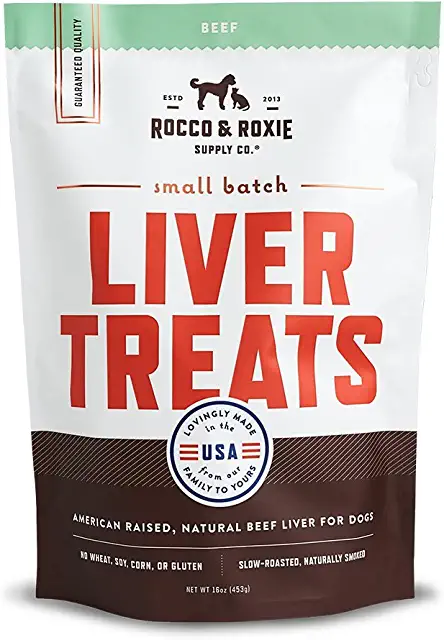 BEEF
GUARANTEED QUALITY
ESTD 2013
ROCCO & ROXIE
SUPPLY CO.®
small batch
LIVER
TREATS
LOVINGLY MADE
in the
USA
from our
FAMILY TO YOURS
AMERICAN RAISED, NATURAL BEEF LIVER FOR DOGS
NO WHEAT, SOY, CORN, OR GLUTEN
SLOW-ROASTED, NATURALLY SMOKED
NET WT 16oz (453g)